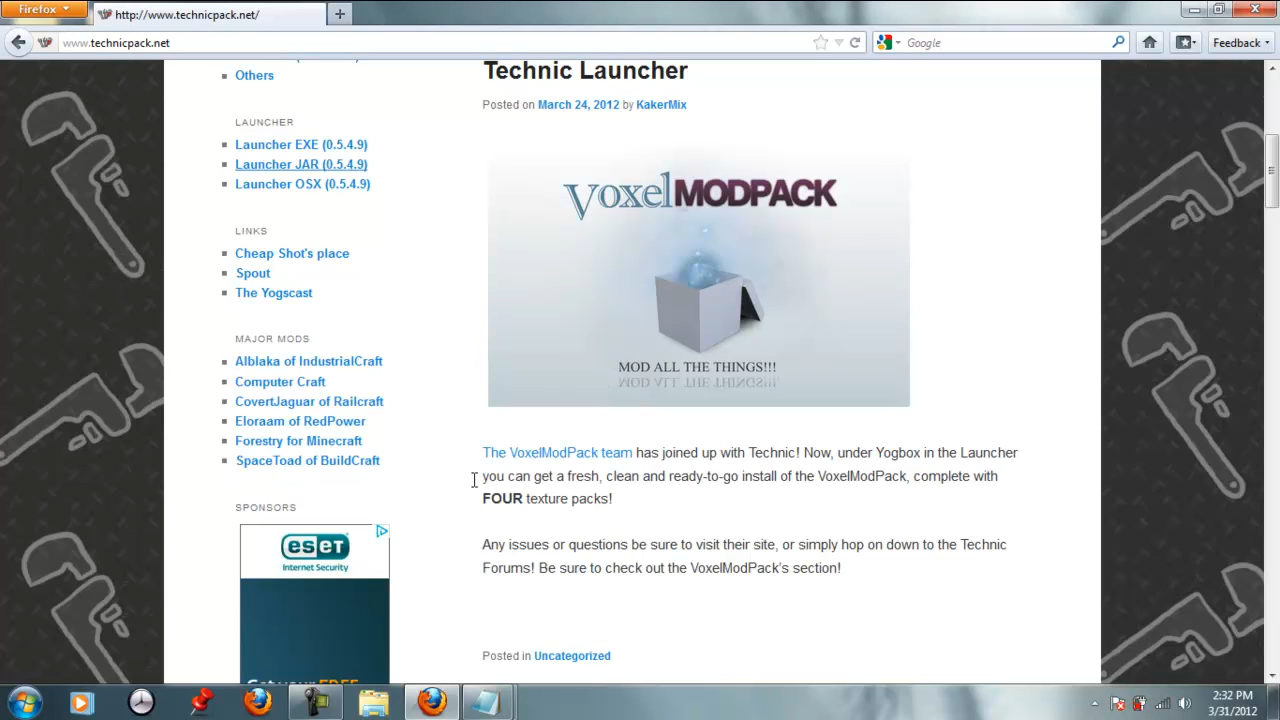 Firefox
http://www.technicpack.net/
www.technicpack.net
Google
Feedback
Others
LAUNCHER
Launcher EXE (0.5.4.9)
Launcher JAR (0.5.4.9)
Launcher OSX (0.5.4.9)
LINKS
Cheap Shot's place
Spout
The Yogscast
MAJOR MODS
Alblaka of IndustrialCraft
Computer Craft
CovertJaguar of Railcraft
Eloraam of RedPower
Forestry for Minecraft
SpaceToad of BuildCraft
SPONSORS
eseT
Internet Security
Get your FREE
Technic Launcher
Posted on March 24, 2012 by KakerMix
VoxelMODPACK
MOD ALL THE THINGS!!!
The VoxelModPack team has joined up with Technic! Now, under Yogbox in the Launcher
you can get a fresh, clean and ready-to-go install of the VoxelModPack, complete with
FOUR texture packs!
Any issues or questions be sure to visit their site, or simply hop on down to the Technic
Forums! Be sure to check out the VoxelModPack's section!
Posted in Uncategorized
2:32 PM
3/31/2012